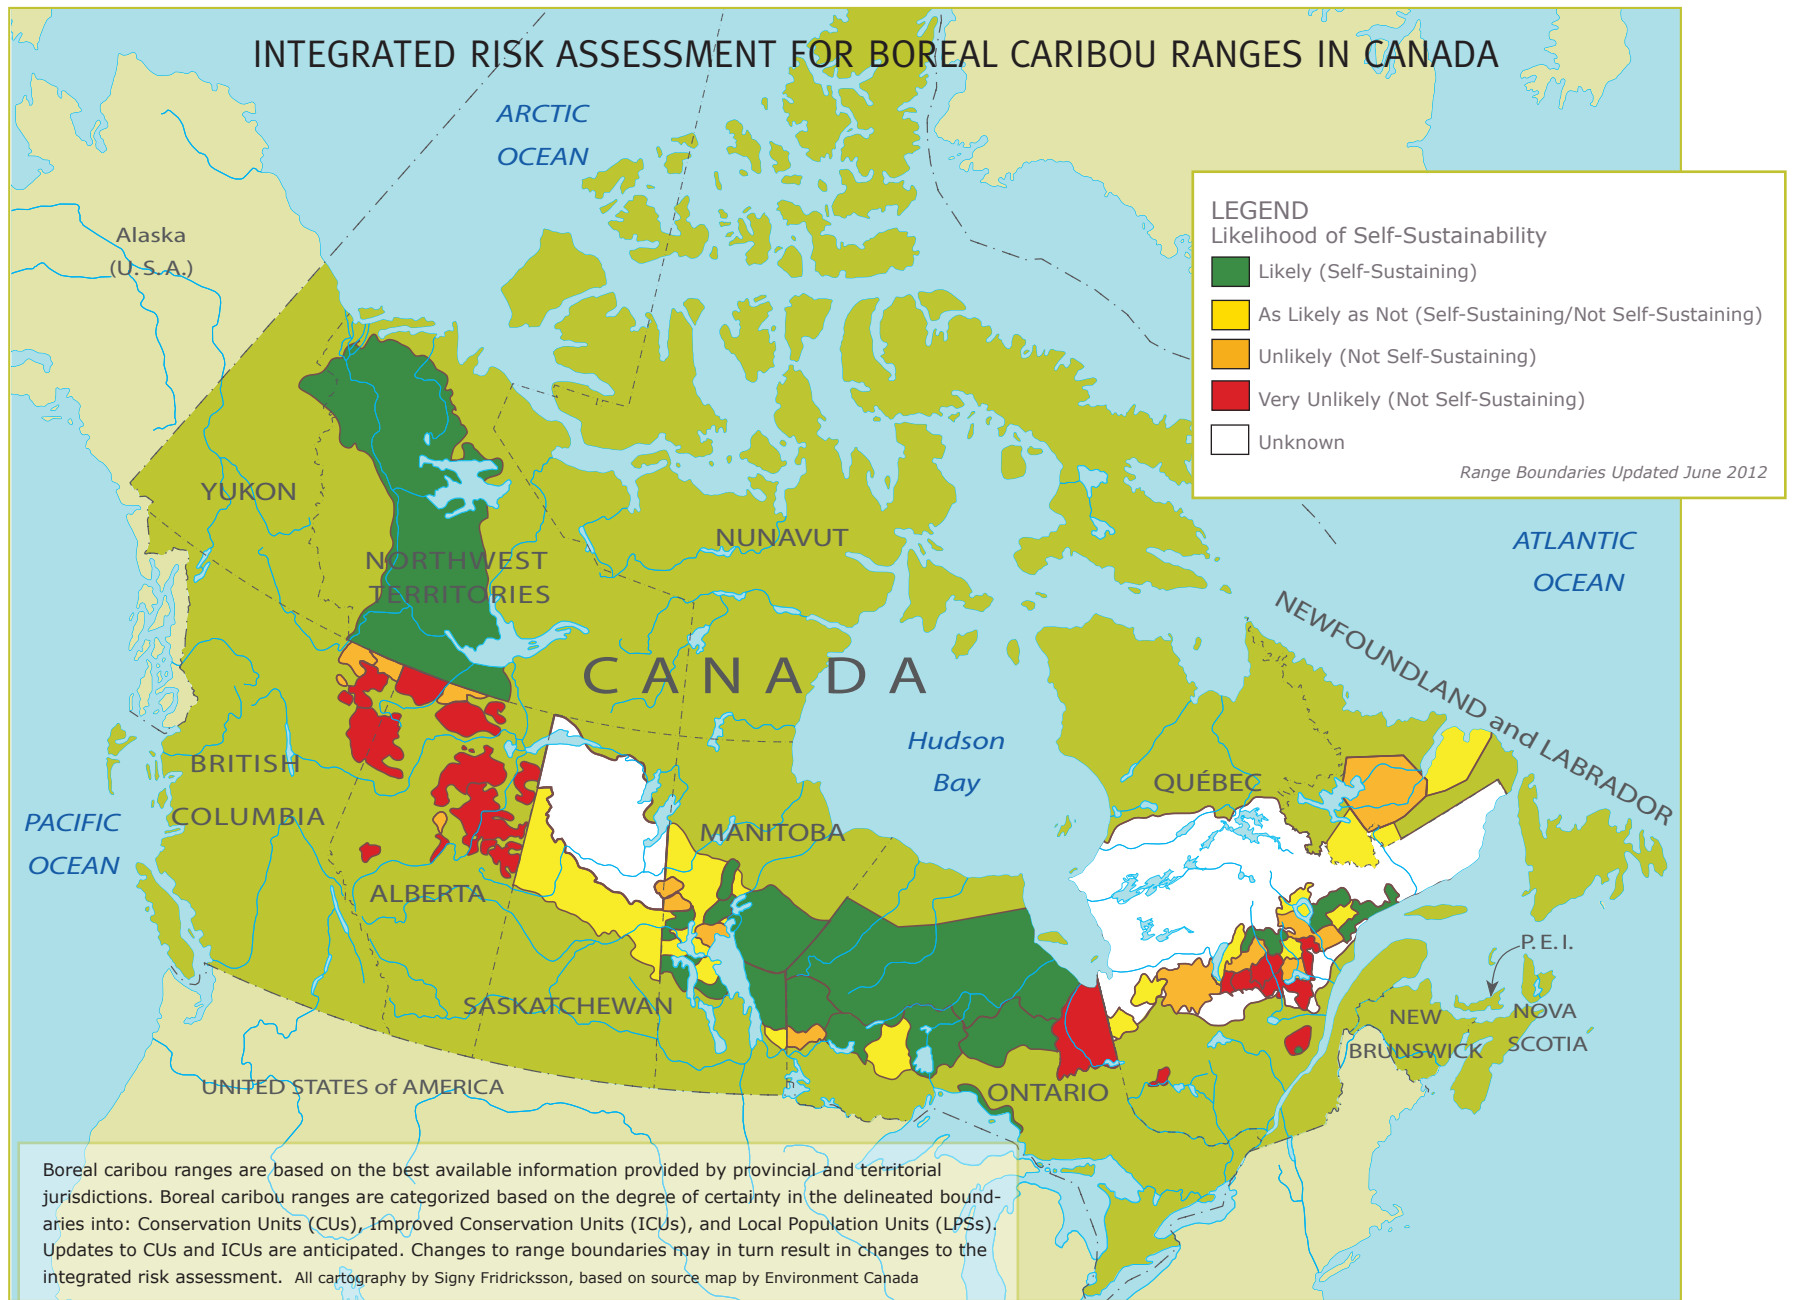 INTEGRATED RISK ASSESSMENT FOR BOREAL CARIBOU RANGES IN CANADA
ARCTIC
OCEAN
LEGEND
Likelihood of Self-Sustainability
Likely (Self-Sustaining)
As Likely as Not (Self-Sustaining/Not Self-Sustaining)
Unlikely (Not Self-Sustaining)
Very Unlikely (Not Self-Sustaining)
Unknown
Range Boundaries Updated June 2012
Alaska
(U.S.A.)
YUKON
NORTHWEST
TERRITORIES
NUNAVUT
ATLANTIC
OCEAN
NEWFOUNDLAND and LABRADOR
CANADA
Hudson
Bay
QUÉBEC
BRITISH
COLUMBIA
PACIFIC
OCEAN
MANITOBA
ALBERTA
SASKATCHEWAN
P.E.I.
NOVA
SCOTIA
NEW
BRUNSWICK
ONTARIO
UNITED STATES of AMERICA
Boreal caribou ranges are based on the best available information provided by provincial and territorial
jurisdictions. Boreal caribou ranges are categorized based on the degree of certainty in the delineated bound-
aries into: Conservation Units (CUs), Improved Conservation Units (ICUs), and Local Population Units (LPSs).
Updates to CUs and ICUs are anticipated. Changes to range boundaries may in turn result in changes to the
integrated risk assessment. All cartography by Signy Fridricksson, based on source map by Environment Canada